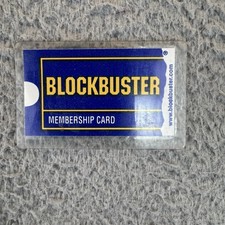 BLOCKBUSTER
®
MEMBERSHIP CARD
www.blockbuster.com